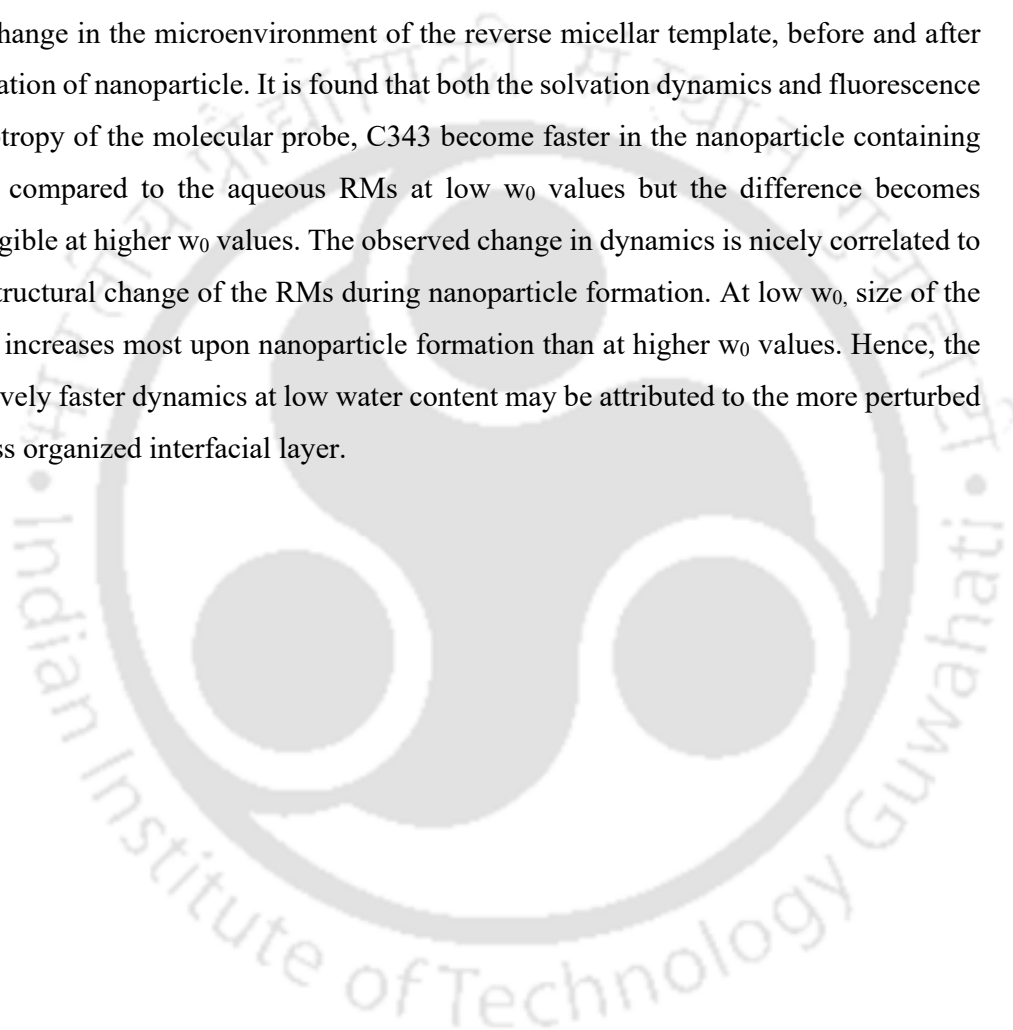 hange in the microenvironment of the reverse micellar template, before and after
ation of nanoparticle. It is found that both the solvation dynamics and fluorescence
tropy of the molecular probe, C343 become faster in the nanoparticle containing
compared to the aqueous RMs at low w₀ values but the difference becomes
gible at higher w₀ values. The observed change in dynamics is nicely correlated to
tructural change of the RMs during nanoparticle formation. At low w₀, size of the
increases most upon nanoparticle formation than at higher w₀ values. Hence, the
vely faster dynamics at low water content may be attributed to the more perturbed
ss organized interfacial layer.
Indian Institute of Technology Guwahati